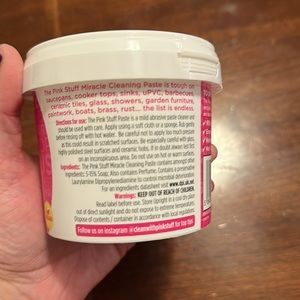 The Pink Stuff Miracle Cleaning Paste is tough on
saucepans, cooker tops, sinks, uPVC, barbecues,
ceramic tiles, glass, showers, garden furniture,
paintwork, boats, brass, rust... the list is endless.
Directions for use: The Pink Stuff Paste is a mild abrasive paste cleaner and
should be used with care. Apply using a soft cloth or a sponge. Rub gently
before rinsing off with hot water. Be careful not to apply too much pressure
as this could result in scratched surfaces. Be especially careful with glass,
highly polished steel surfaces and ceramic hobs. If in doubt always test first
on an inconspicuous area. Do not use on hot or warm surfaces.
Ingredients: The Pink Stuff Miracle Cleaning Paste contains amongst other
ingredients: 5-15% Soap; Also contains Perfume. Contains a preservative:
Laurylamine Dipropylenediamine to control microbial deterioration.
For an ingredients datasheet visit www.
Warnings: KEEP OUT OF REACH OF CHILDREN.
Read label before use. Store Upright in a cool dry place
out of direct sunlight and do not expose to extreme temperatures.
Dispose of contents / container in accordance with local regulations.
Follow us on instagram @cleanwithpinkstuff for top tips